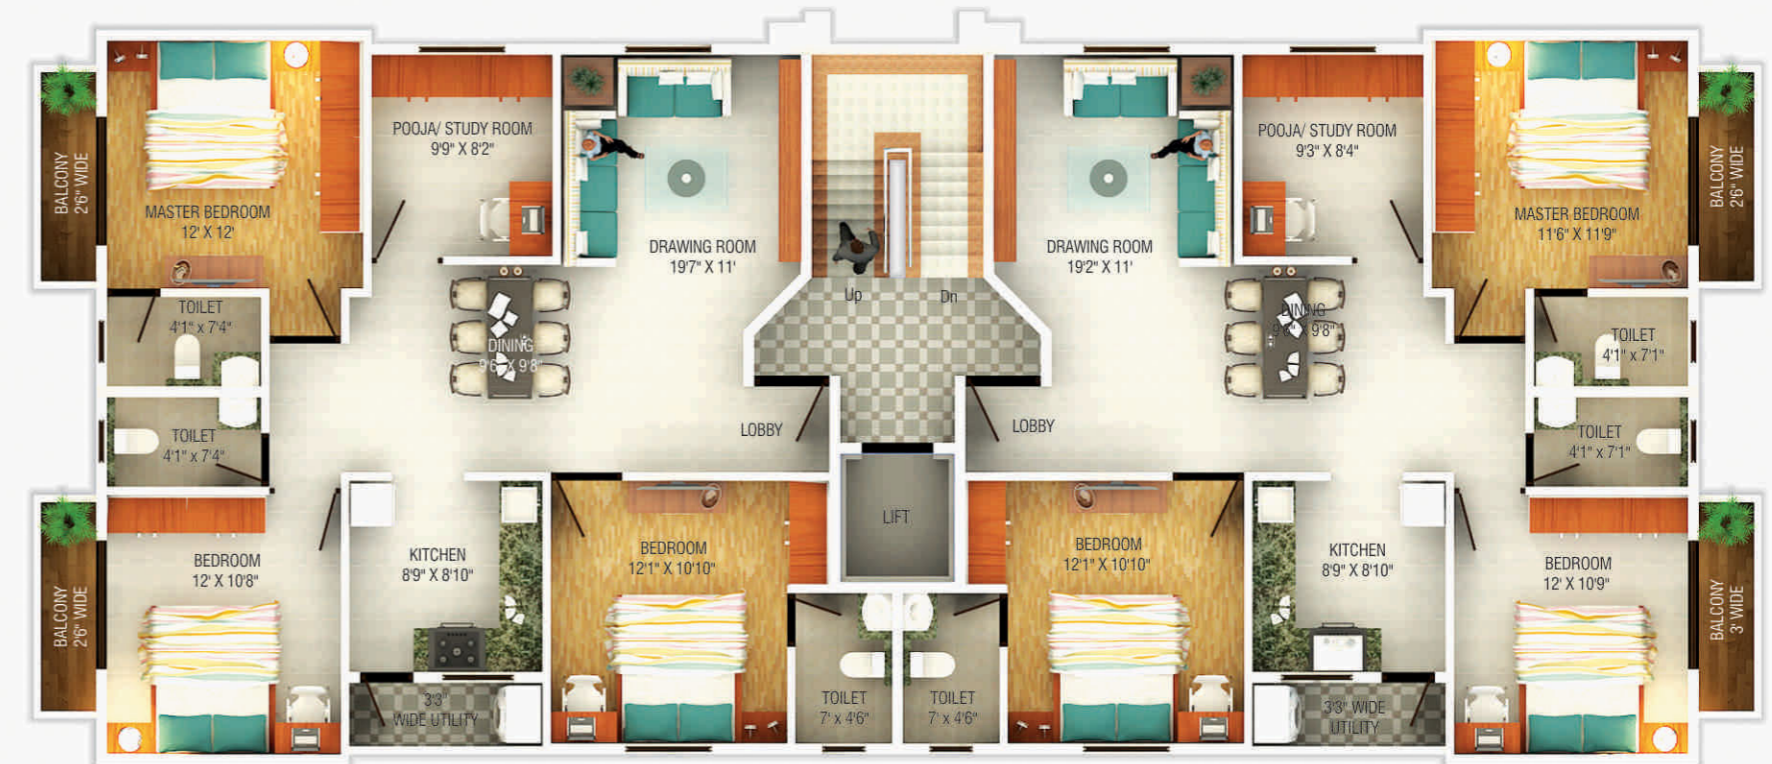 BALCONY
2'6" WIDE
MASTER BEDROOM
12' X 12'
POOJA/ STUDY ROOM
9'9" X 8'2"
DRAWING ROOM
19'7" X 11'
Up
Dn
DRAWING ROOM
19'2" X 11'
POOJA/ STUDY ROOM
9'3" X 8'4"
MASTER BEDROOM
11'6" X 11'9"
BALCONY
2'6" WIDE
TOILET
4'1" x 7'4"
DINING
9'6" X 9'8"
DINING
X 9'8"
TOILET
4'1" x 7'1"
TOILET
4'1" x 7'4"
LOBBY
LOBBY
TOILET
4'1" x 7'1"
BALCONY
2'6" WIDE
BEDROOM
12' X 10'8"
KITCHEN
8'9" X 8'10"
BEDROOM
12'1" X 10'10"
LIFT
BEDROOM
12'1" X 10'10"
KITCHEN
8'9" X 8'10"
BEDROOM
12' X 10'9"
BALCONY
3' WIDE
3'3"
WIDE UTILITY
TOILET
7' x 4'6"
TOILET
7' x 4'6"
3'3" WIDE
UTILITY